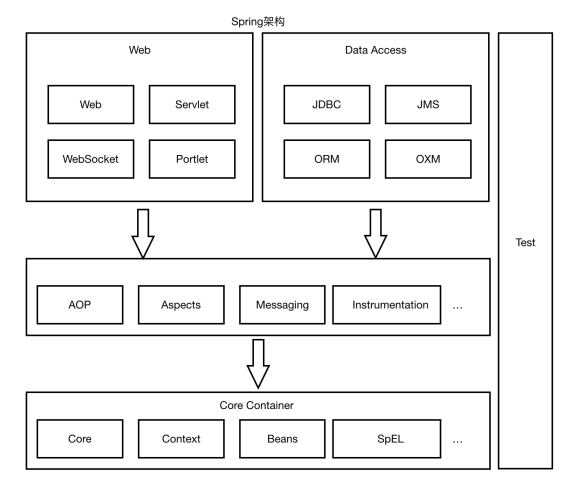 Spring架构
Web
Data Access
Web
Servlet
JDBC
JMS
WebSocket
Portlet
ORM
OXM
Test
AOP
Aspects
Messaging
Instrumentation
...
Core Container
Core
Context
Beans
SpEL
...